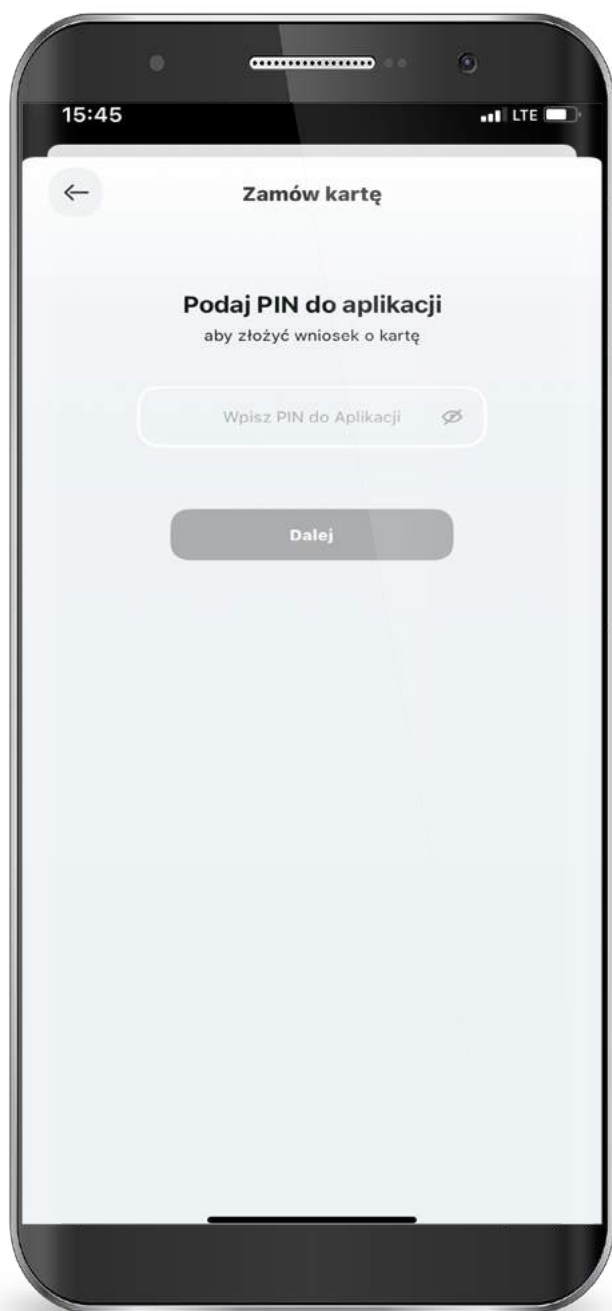 15:45
LTE
Zamów kartę
Podaj PIN do aplikacji
aby złożyć wniosek o kartę
Wpisz PIN do Aplikacji
Dalej